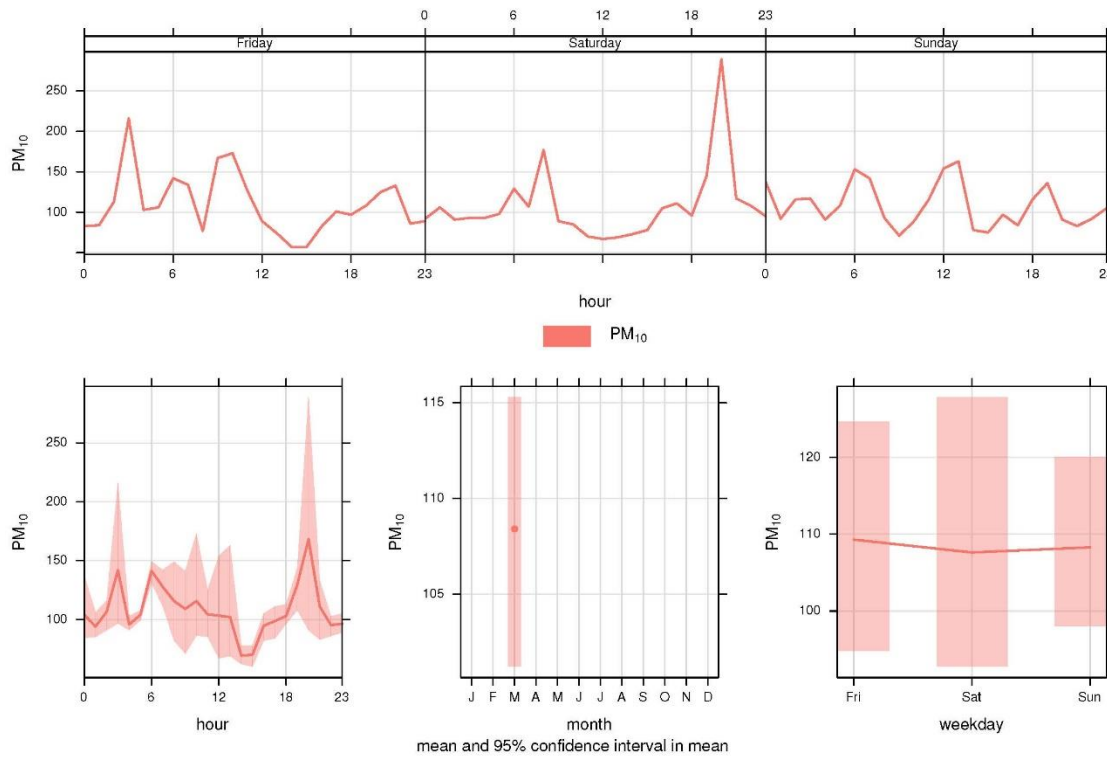 0 6 12 18 23
Friday Saturday Sunday
PM₁₀
250
200
150
100
0 6 12 18 23 0 6 12 18 2
hour
PM₁₀
PM₁₀
250
200
150
100
0 6 12 18 23
hour
PM₁₀
115
110
105
J F M A M J J A S O N D
month
PM₁₀
120
110
100
Fri Sat Sun
weekday
mean and 95% confidence interval in mean